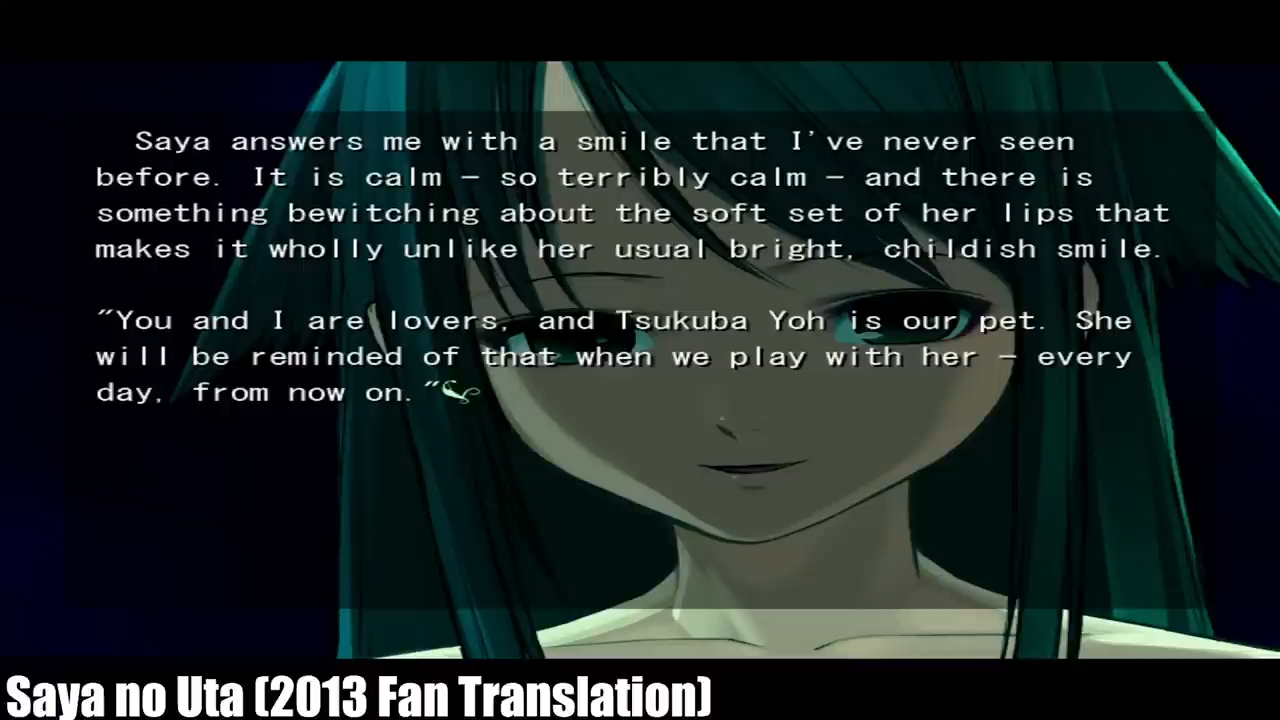 Saya answers me with a smile that I've never seen
before. It is calm – so terribly calm – and there is
something bewitching about the soft set of her lips that
makes it wholly unlike her usual bright, childish smile.
"You and I are lovers, and Tsukuba Yoh is our pet. She
will be reminded of that when we play with her – every
day, from now on."
Saya no Uta (2013 Fan Translation)